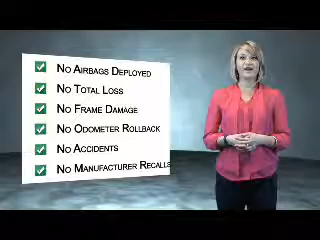 No Airbags Deployed
No Total Loss
No Frame Damage
No Odometer Rollback
No Accidents
No Manufacturer Recalls